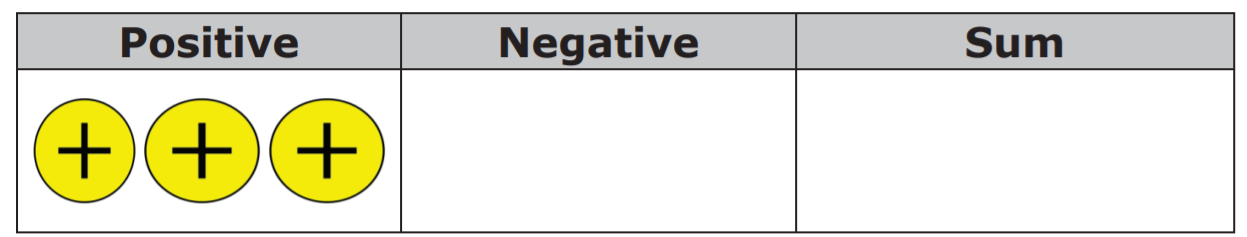 Positive Negative Sum
+ + +